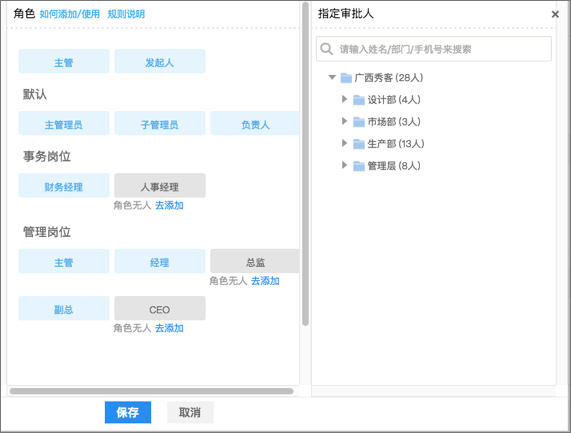 角色 如何添加/使用 规则说明
主管 发起人
默认
主管理员 子管理员 负责人
事务岗位
财务经理 人事经理
角色无人 去添加
管理岗位
主管 经理 总监
角色无人 去添加
副总 CEO
角色无人 去添加
指定审批人
请输入姓名/部门/手机号来搜索
广西秀客 (28人)
设计部 (4人)
市场部 (3人)
生产部 (13人)
管理层 (8人)
保存 取消